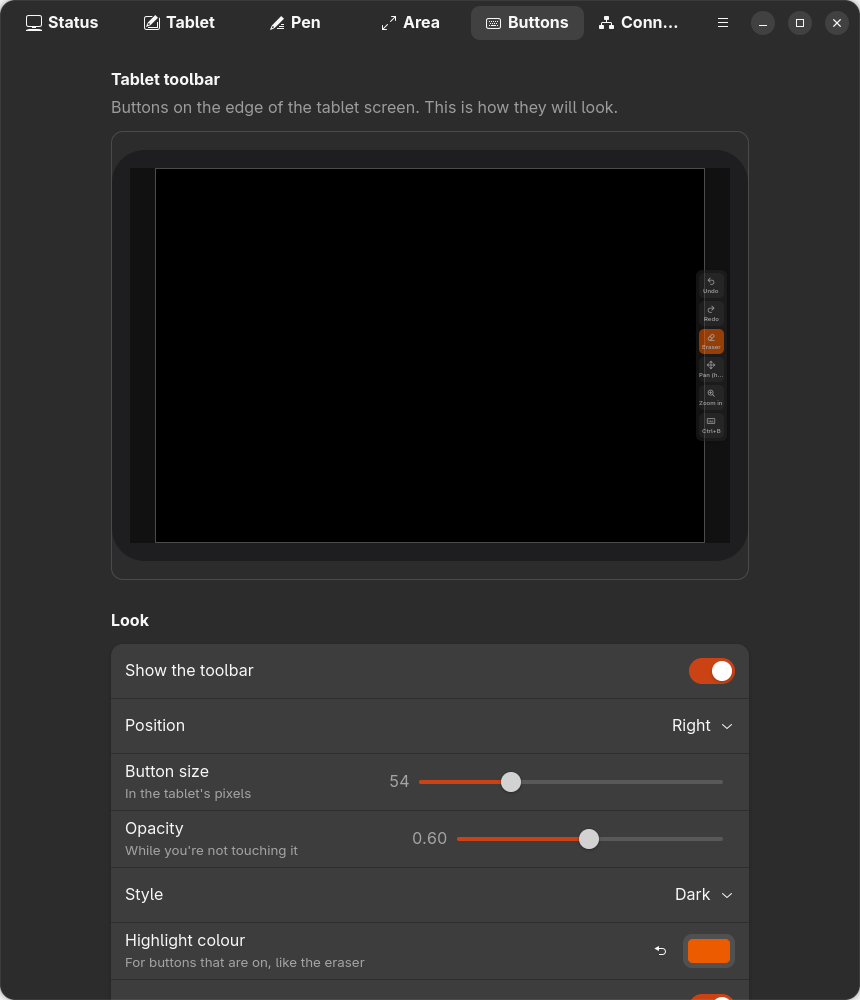 Status
Tablet
Pen
Area
Buttons
Conn...
Tablet toolbar
Buttons on the edge of the tablet screen. This is how they will look.
Undo
Redo
Eraser
Pan (h...
Zoom in
Ctrl+B
Look
Show the toolbar
Position
Right
Button size
In the tablet's pixels
54
Opacity
While you're not touching it
0.60
Style
Dark
Highlight colour
For buttons that are on, like the eraser